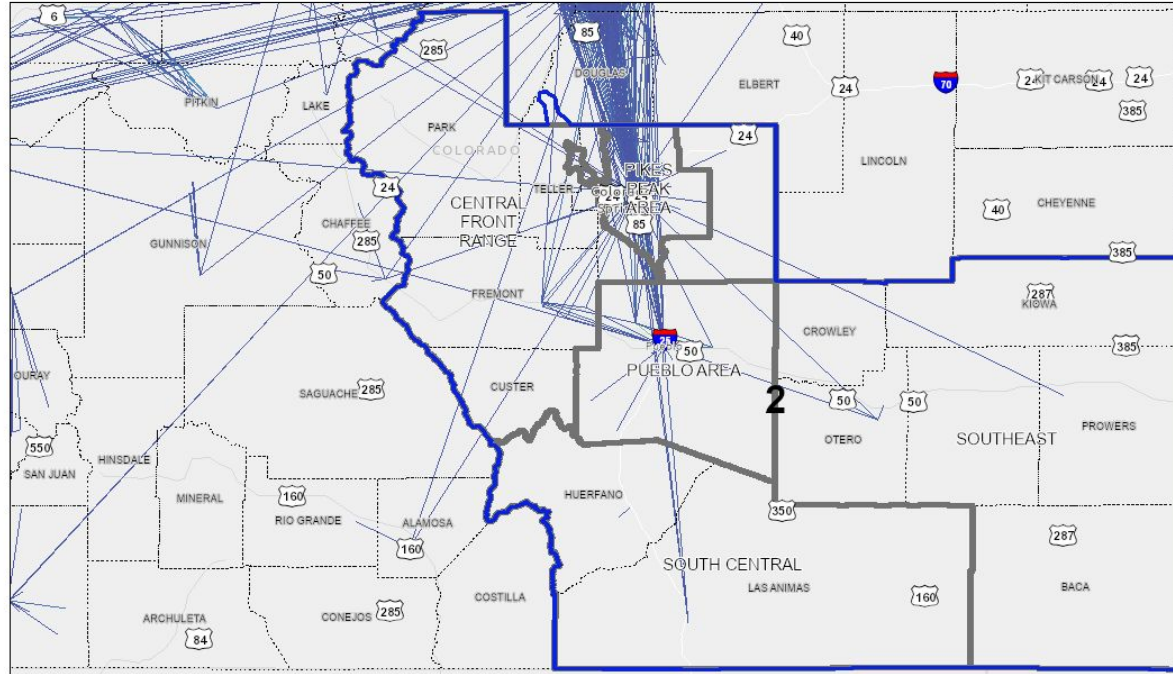 6
85
285
40
DOUGLAS
ELBERT
24
70
24
KIT CARSON
24
24
385
PITKIN
LAKE
PARK
COLORADO
24
LINCOLN
TELLER
PIKES
PEAK
AREA
24
85
24
CHAFFEE
CENTRAL
FRONT
RANGE
40
CHEYENNE
GUNNISON
285
50
385
FREMONT
287
KIOWA
CROWLEY
25
50
385
PUEBLO AREA
OURAY
SAGUACHE
285
CUSTER
2
50
50
PROWERS
OTERO
SOUTHEAST
550
SAN JUAN
HINSDALE
MINERAL
160
RIO GRANDE
ALAMOSA
160
HUERFANO
350
287
SOUTH CENTRAL
LAS ANIMAS
160
BACA
COSTILLA
ARCHULETA
84
CONEJOS
285